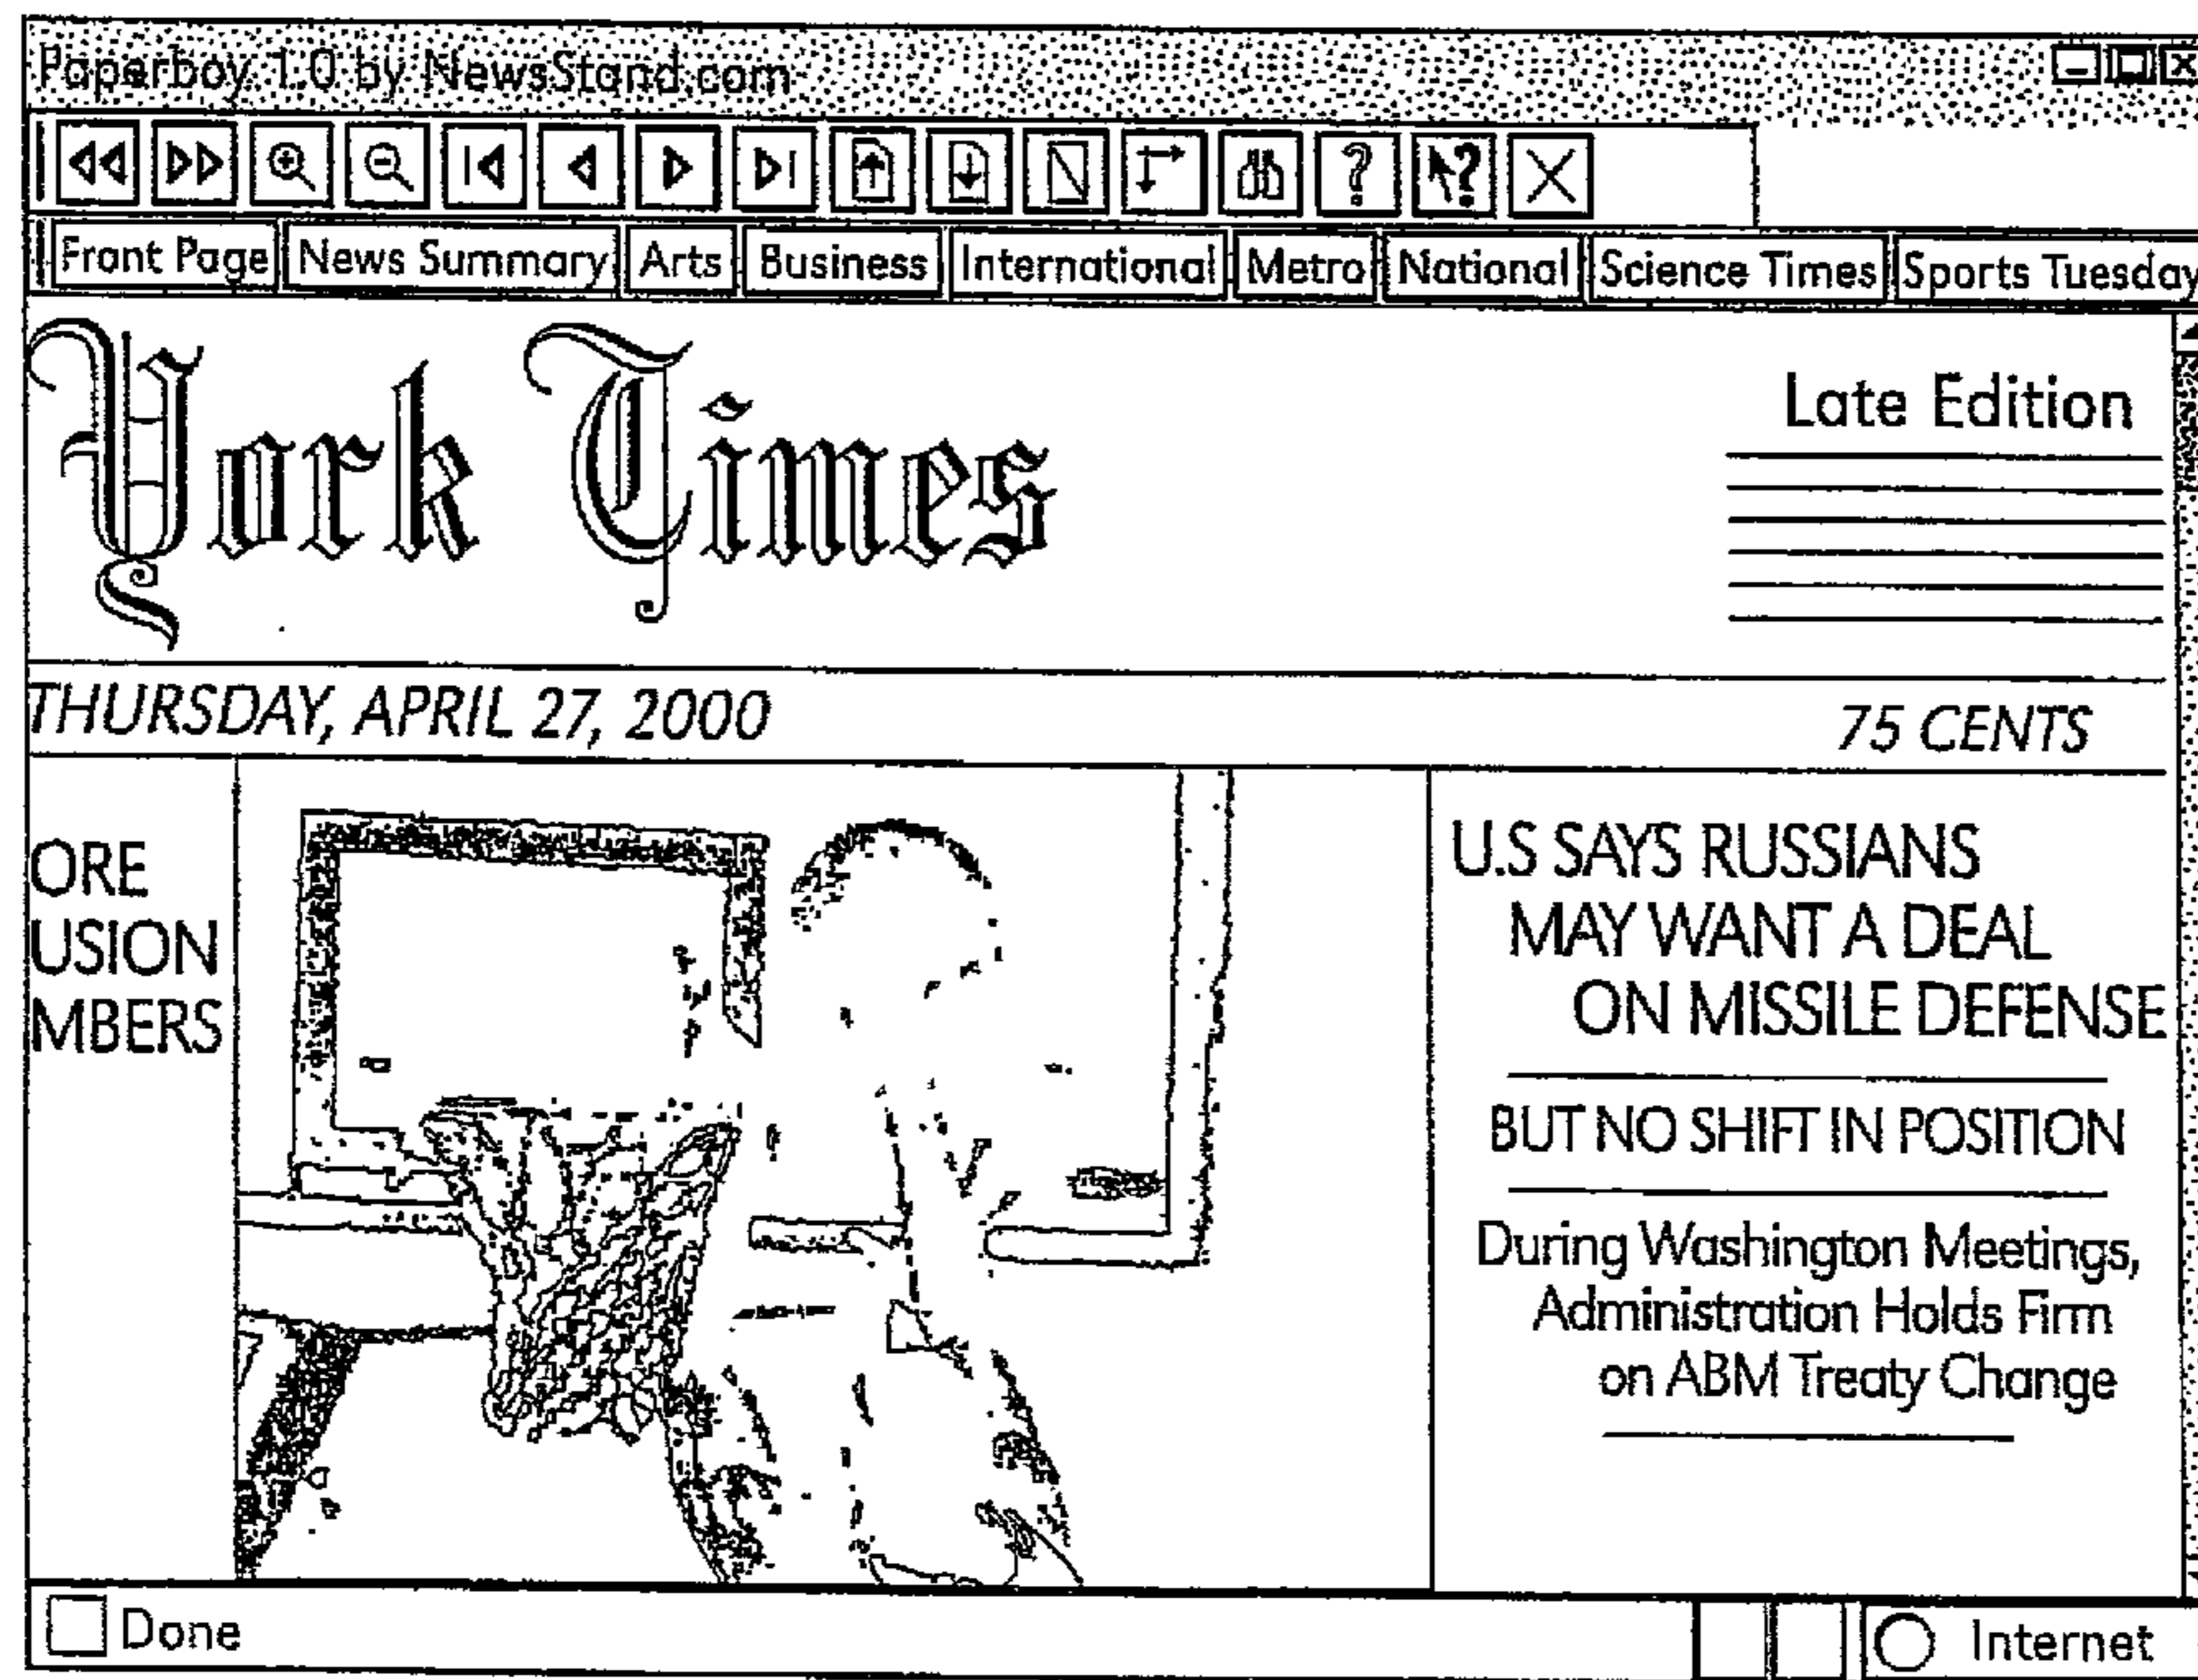 Paperboy 1.0 by NewsStand.com
Front Page News Summary Arts Business International Metro National Science Times Sports Tuesday
York Times
Late Edition
THURSDAY, APRIL 27, 2000
75 CENTS
ORE
USION
MBERS
U.S SAYS RUSSIANS
MAY WANT A DEAL
ON MISSILE DEFENSE
BUT NO SHIFT IN POSITION
During Washington Meetings,
Administration Holds Firm
on ABM Treaty Change
Done
Internet